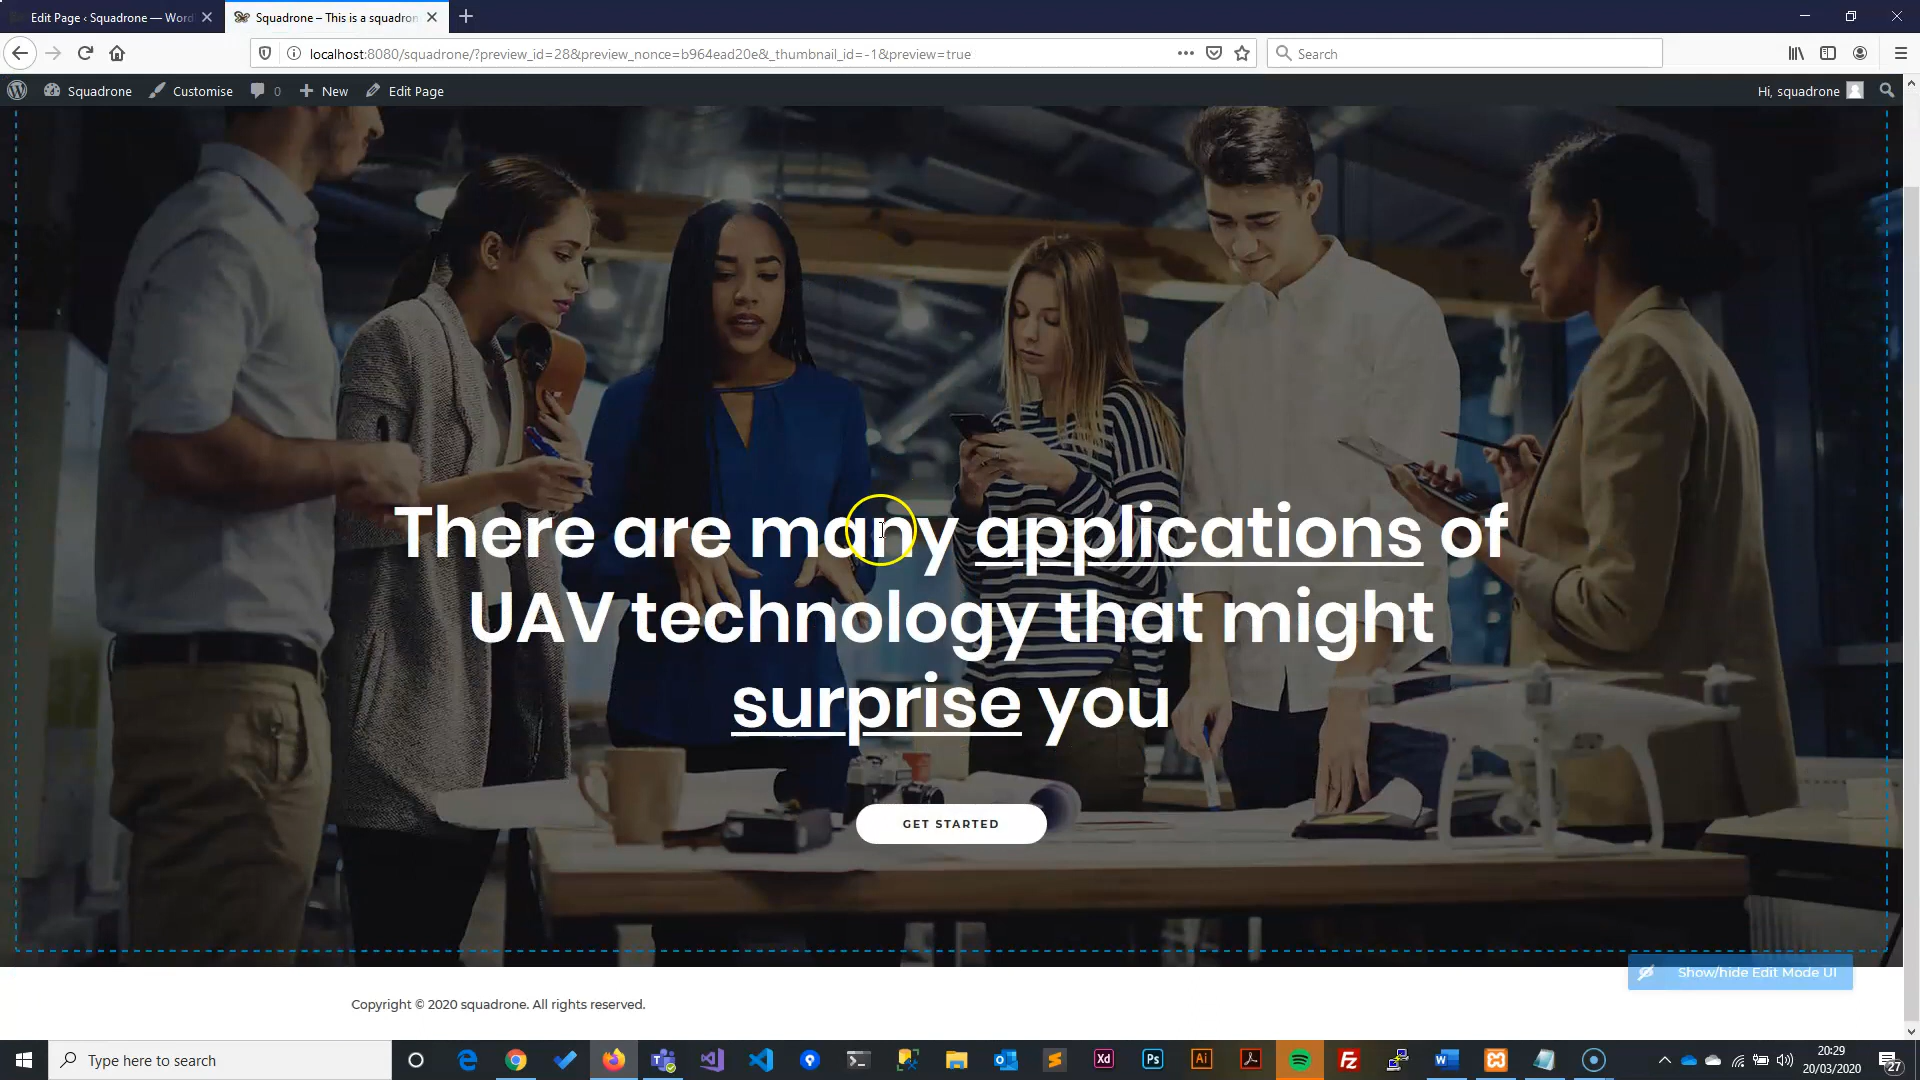 Edit Page ‹ Squadrone — Word
Squadrone – This is a squadron
localhost:8080/squadrone/?preview_id=28&preview_nonce=b964ead20e&_thumbnail_id=-1&preview=true
Search
Squadrone
Customise
0
New
Edit Page
Hi, squadrone
There are many applications of
UAV technology that might
surprise you
GET STARTED
Show/hide Edit Mode UI
Copyright © 2020 squadrone. All rights reserved.
Type here to search
Xd
Ps
Ai
20:29
20/03/2020
27